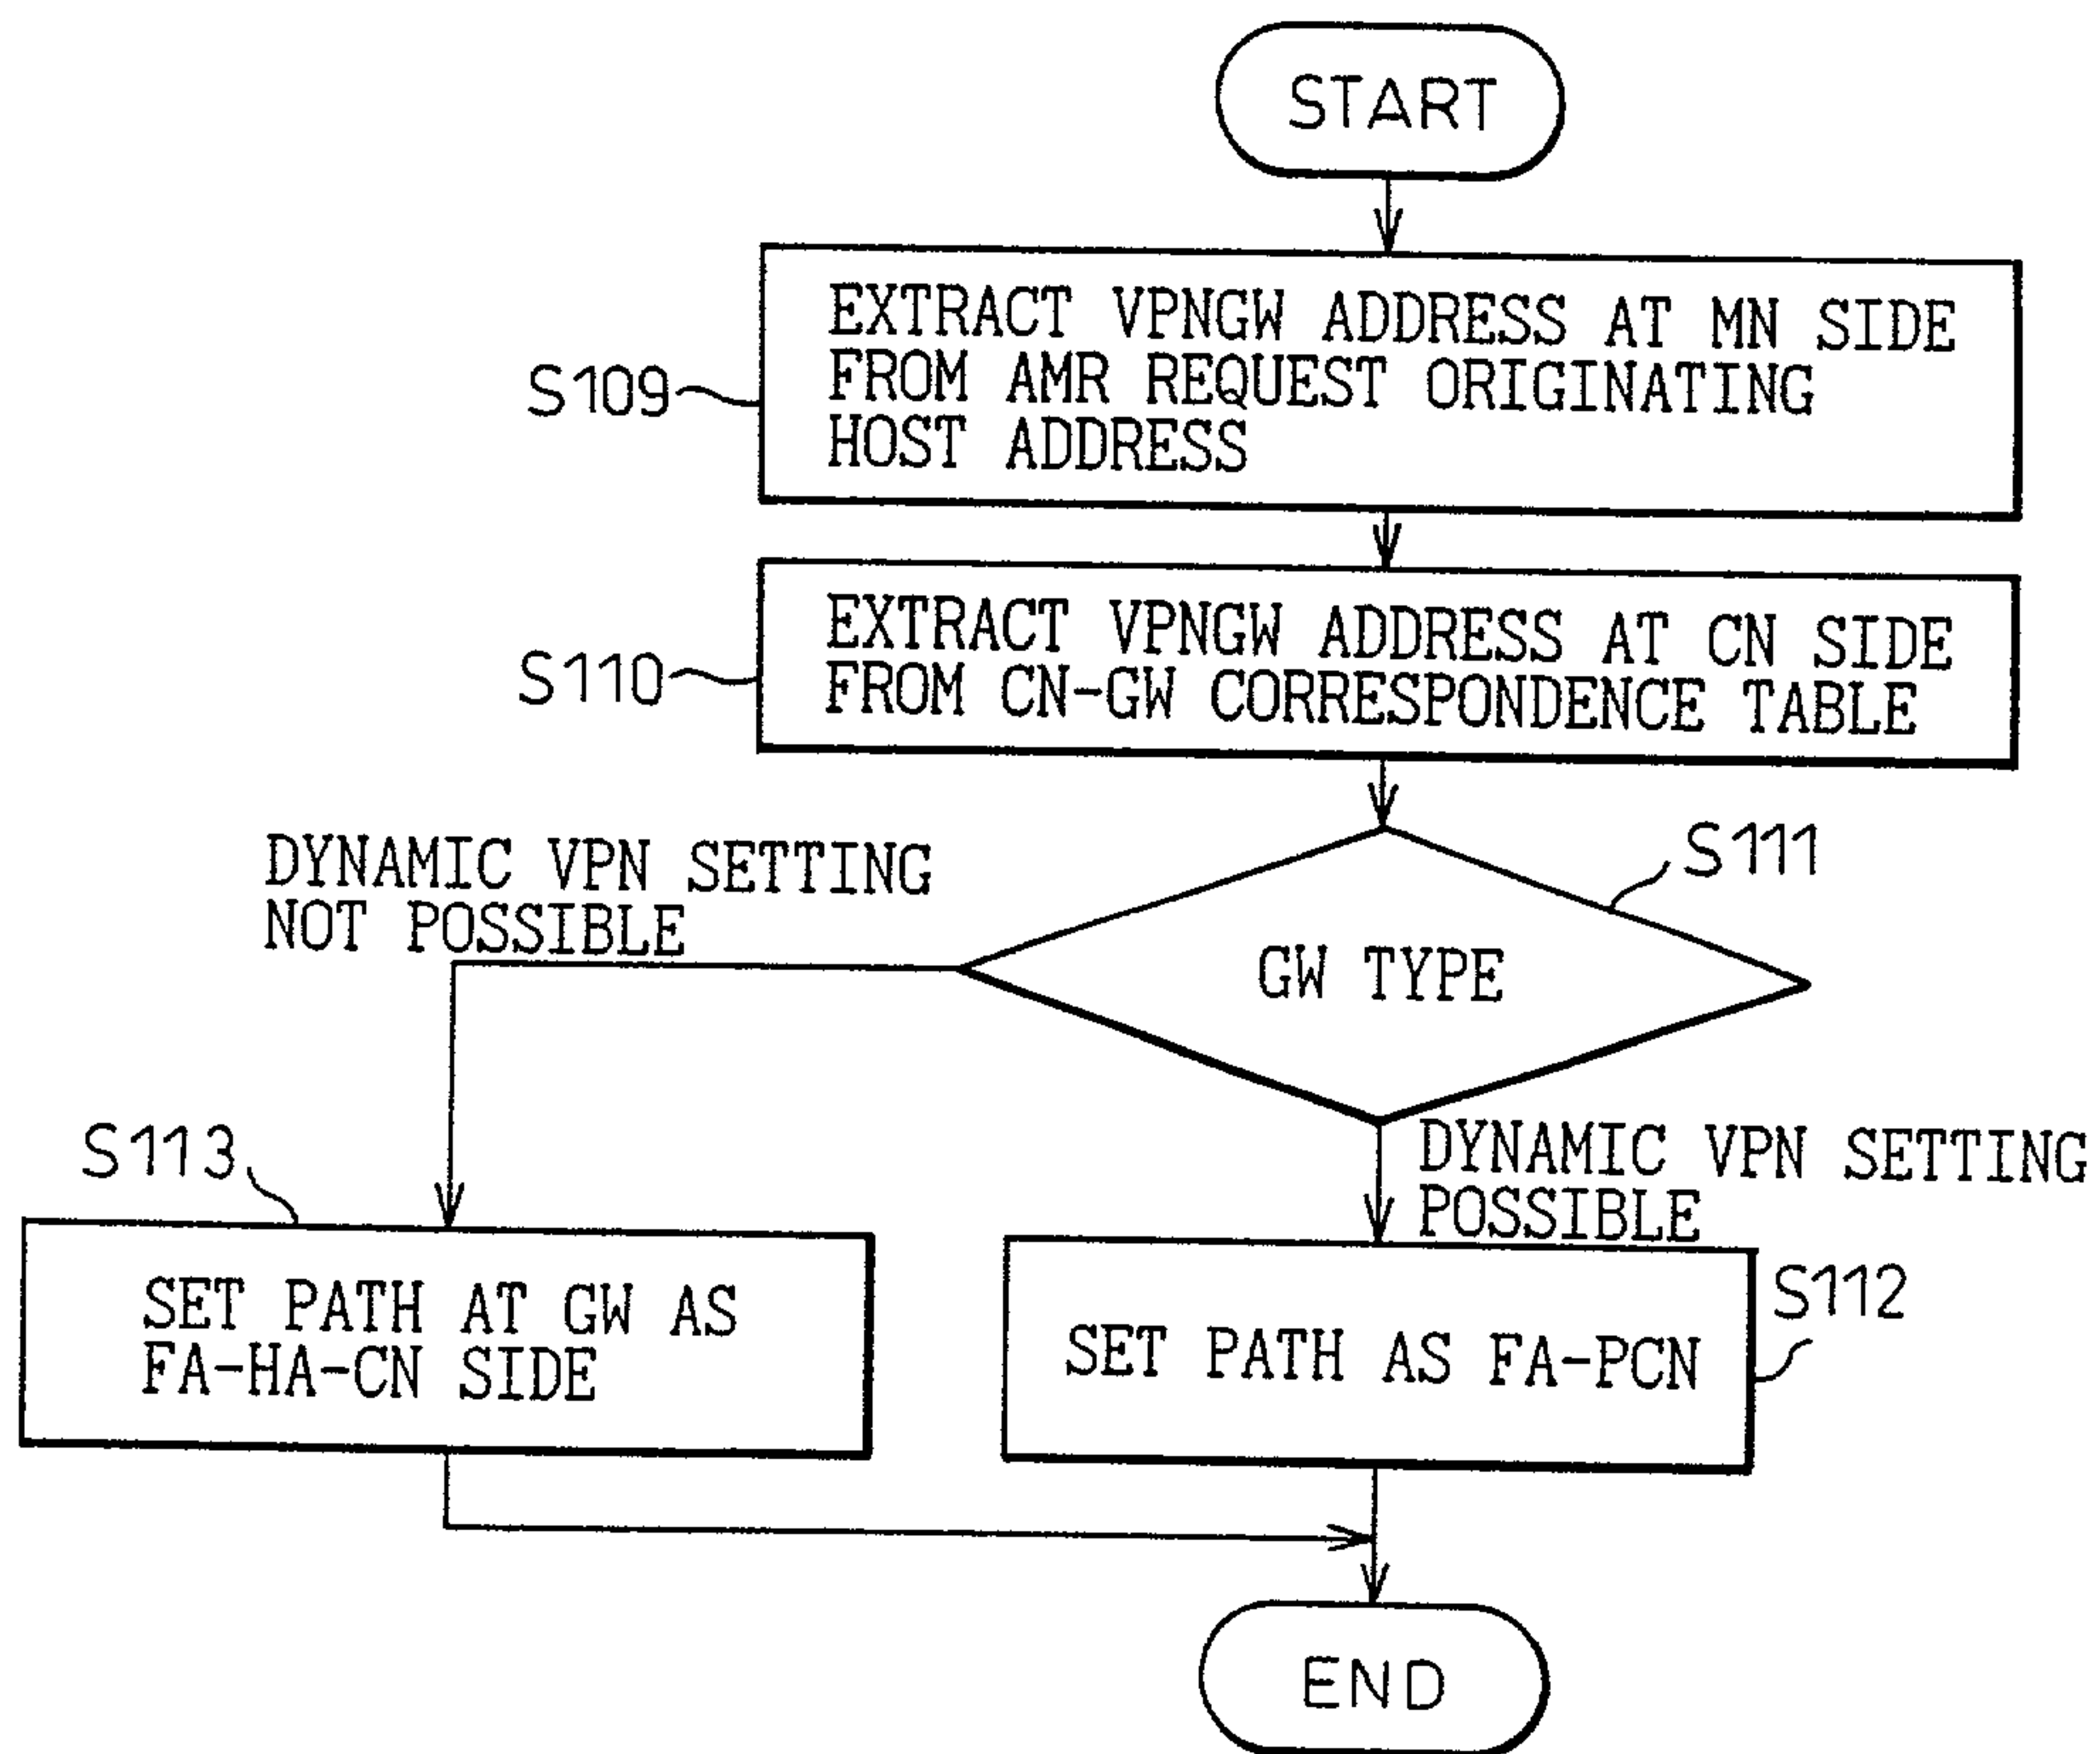 START
EXTRACT VPNGW ADDRESS AT MN SIDE
FROM AMR REQUEST ORIGINATING
HOST ADDRESS
S109
EXTRACT VPNGW ADDRESS AT CN SIDE
FROM CN-GW CORRESPONDENCE TABLE
S110
DYNAMIC VPN SETTING
NOT POSSIBLE
S111
GW TYPE
DYNAMIC VPN SETTING
POSSIBLE
S113
SET PATH AT GW AS
FA-HA-CN SIDE
S112
SET PATH AS FA-PCN
END